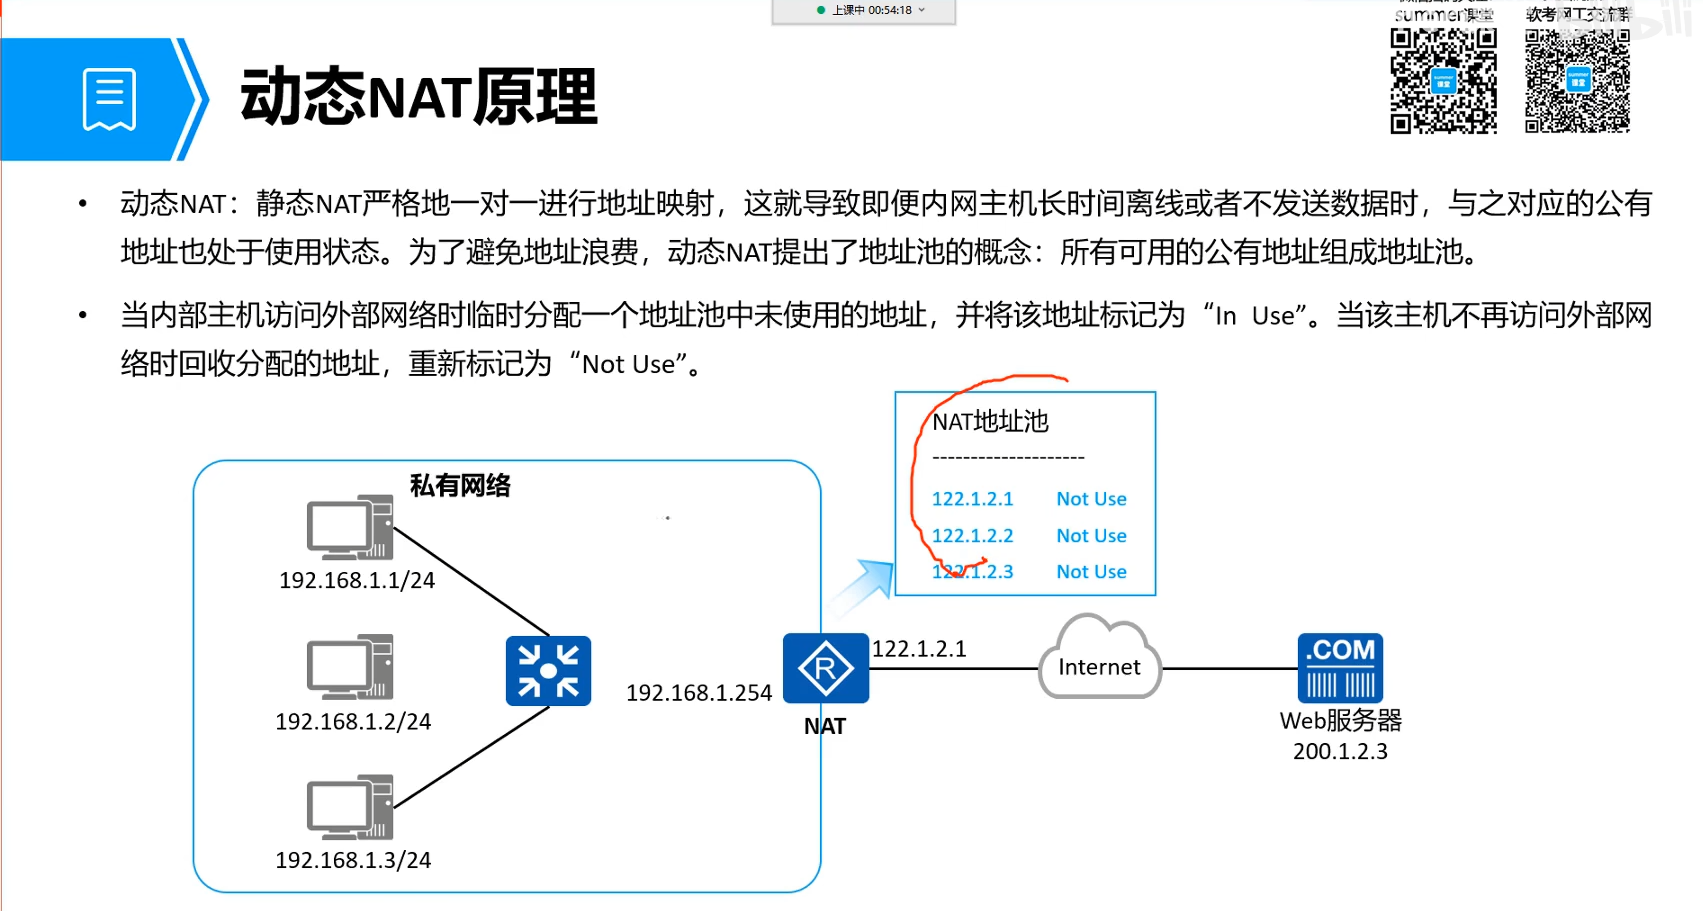 上课中 00:54:18
summer课堂
软考网工交流群
动态NAT原理
• 动态NAT：静态NAT严格地一对一进行地址映射，这就导致即便内网主机长时间离线或者不发送数据时，与之对应的公有
地址也处于使用状态。为了避免地址浪费，动态NAT提出了地址池的概念：所有可用的公有地址组成地址池。
• 当内部主机访问外部网络时临时分配一个地址池中未使用的地址，并将该地址标记为“In Use”。当该主机不再访问外部网
络时回收分配的地址，重新标记为“Not Use”。
NAT地址池
--------------------
122.1.2.1 Not Use
122.1.2.2 Not Use
122.1.2.3 Not Use
私有网络
192.168.1.1/24
192.168.1.2/24
192.168.1.3/24
192.168.1.254
R
NAT
122.1.2.1
Internet
.COM
Web服务器
200.1.2.3